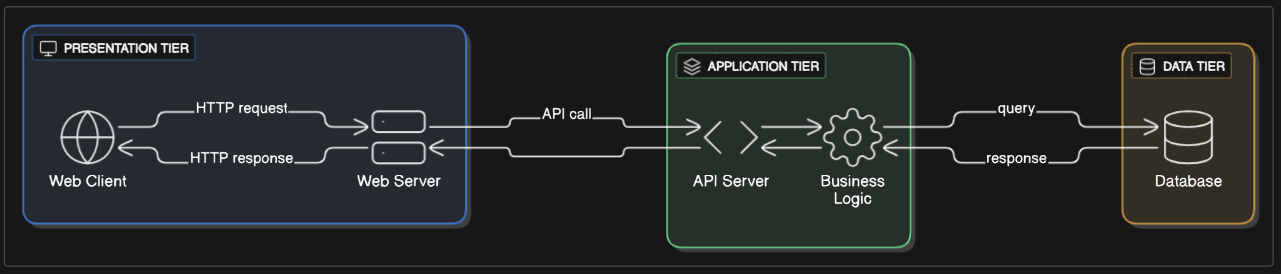 PRESENTATION TIER
HTTP request
HTTP response
Web Client
Web Server
API call
APPLICATION TIER
API Server
Business
Logic
query
response
DATA TIER
Database